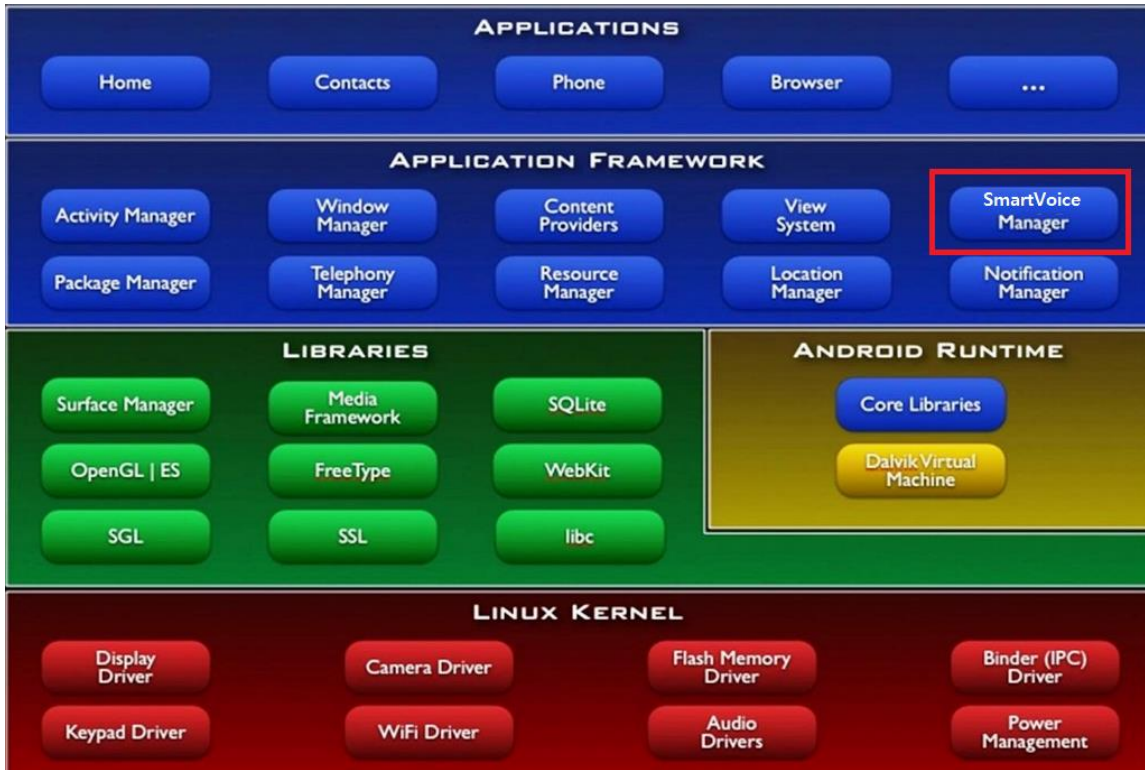 APPLICATIONS
Home
Contacts
Phone
Browser
...
APPLICATION FRAMEWORK
Activity Manager
Window
Manager
Content
Providers
View
System
SmartVoice
Manager
Package Manager
Telephony
Manager
Resource
Manager
Location
Manager
Notification
Manager
LIBRARIES
Surface Manager
Media
Framework
SQLite
OpenGL | ES
FreeType
WebKit
SGL
SSL
libc
ANDROID RUNTIME
Core Libraries
Dalvik Virtual
Machine
LINUX KERNEL
Display
Driver
Camera Driver
Flash Memory
Driver
Binder (IPC)
Driver
Keypad Driver
WiFi Driver
Audio
Drivers
Power
Management